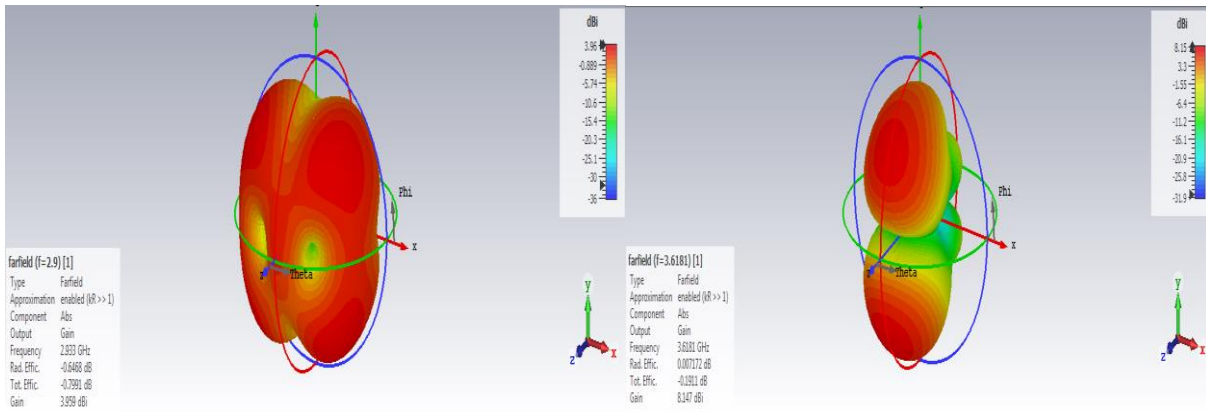 y
dBi
3.96
-0.889
-5.74
-10.6
-15.4
-20.3
-25.1
-30
-36
Phi
x
Theta
y
z
x
farfield (f=2.9) [1]
Type Farfield
Approximation enabled (kR >> 1)
Component Abs
Output Gain
Frequency 2.933 GHz
Rad. Effic. -0.6468 dB
Tot. Effic. -0.7991 dB
Gain 3.959 dBi
dBi
8.15
3.3
-1.55
-6.4
-11.2
-16.1
-20.9
-25.8
-31.9
Phi
x
Theta
y
z
x
farfield (f=3.6181) [1]
Type Farfield
Approximation enabled (kR >> 1)
Component Abs
Output Gain
Frequency 3.6181 GHz
Rad. Effic. 0.007172 dB
Tot. Effic. -0.1911 dB
Gain 8.147 dBi